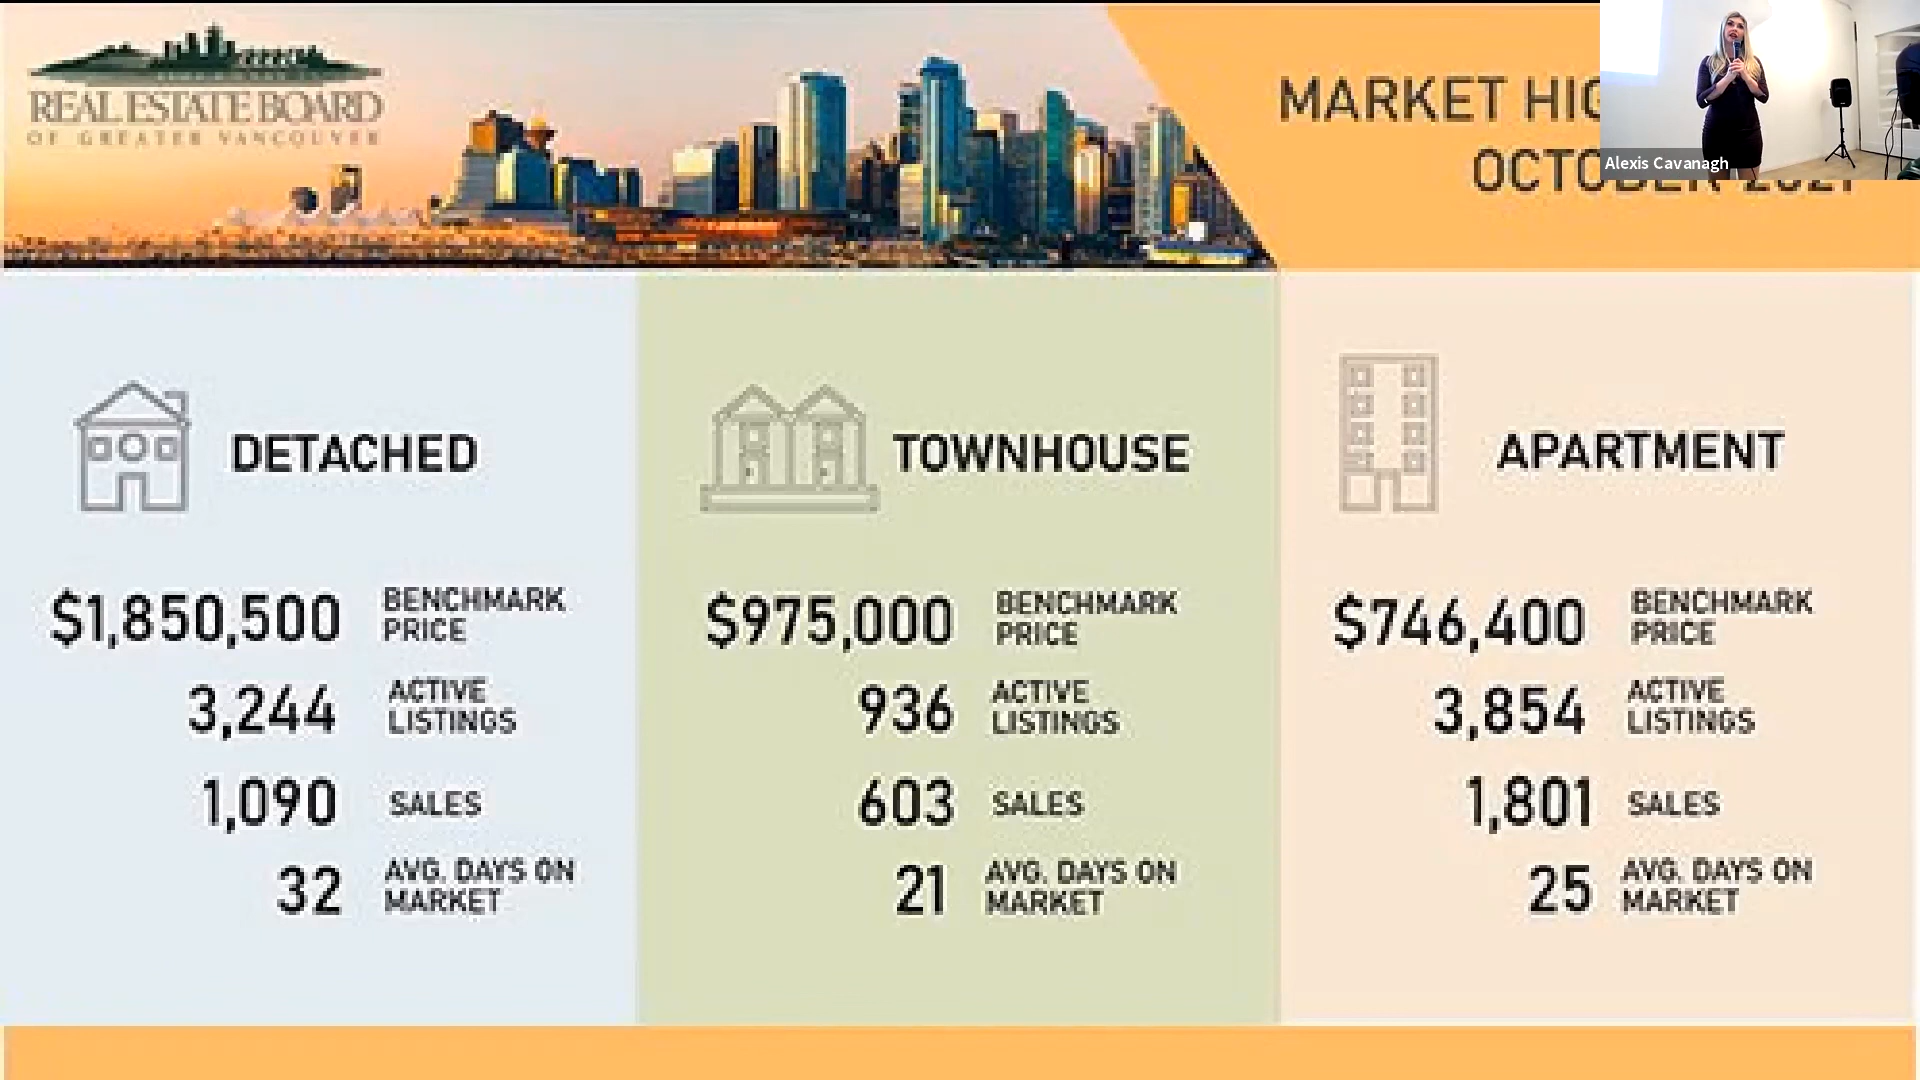 REAL ESTATE BOARD
OF GREATER VANCOUVER
MARKET HIG
OCTOBER 2021
Alexis Cavanagh
DETACHED
$1,850,500 BENCHMARK
PRICE
3,244 ACTIVE
LISTINGS
1,090 SALES
32 AVG. DAYS ON
MARKET
TOWNHOUSE
$975,000 BENCHMARK
PRICE
936 ACTIVE
LISTINGS
603 SALES
21 AVG. DAYS ON
MARKET
APARTMENT
$746,400 BENCHMARK
PRICE
3,854 ACTIVE
LISTINGS
1,801 SALES
25 AVG. DAYS ON
MARKET